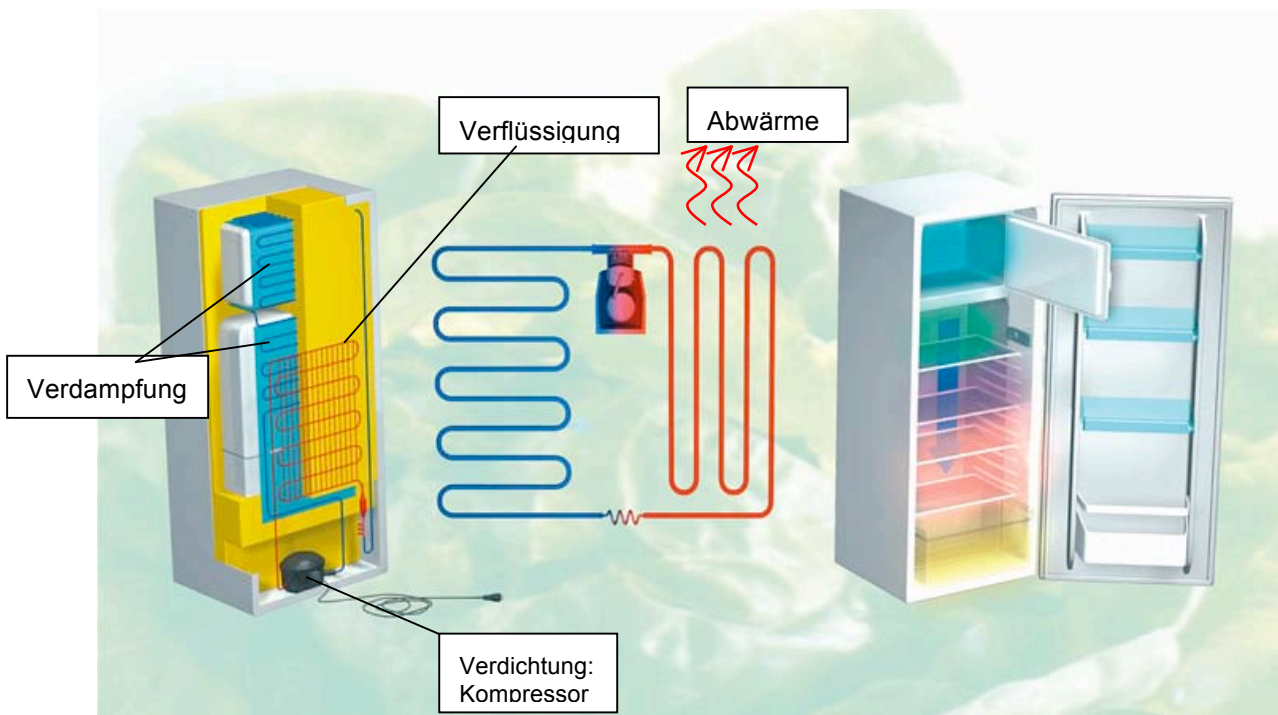 Verflüssigung
Abwärme
Verdampfung
Verdichtung:
Kompressor